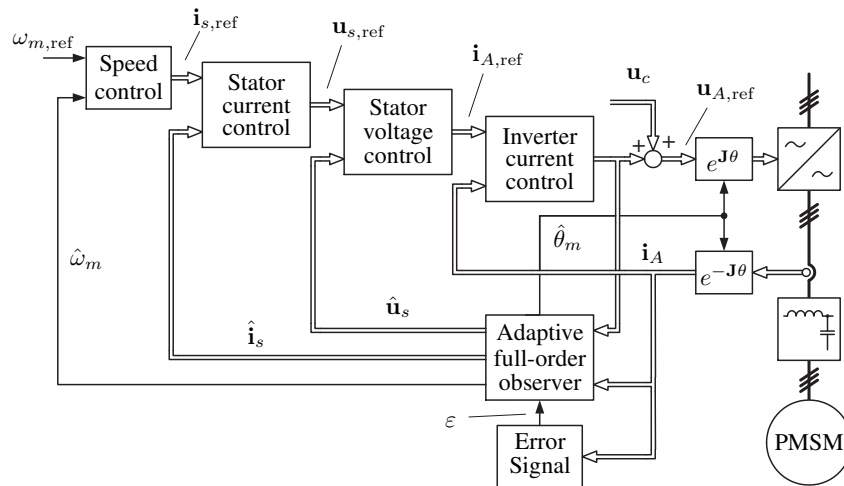 i_{s,ref}
u_{s,ref}
ω_{m,ref}
i_{A,ref}
u_c
u_{A,ref}
Speed
control
Stator
current
control
Stator
voltage
control
Inverter
current
control
+
+
e^{Jθ}
~
~
θ̂_m
i_A
e^{-Jθ}
ω̂_m
û_s
î_s
Adaptive
full-order
observer
ε
Error
Signal
PMSM